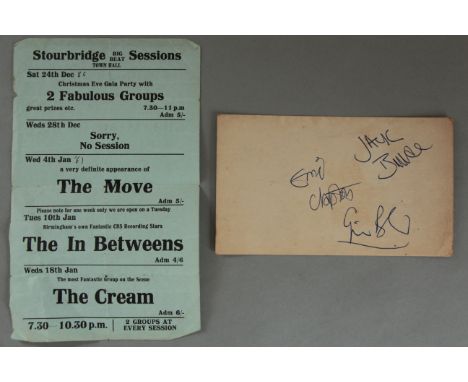 Stourbridge BIG BEAT Sessions
TOWN HALL
Sat 24th Dec
Christmas Eve Gala Party with
2 Fabulous Groups
great prizes etc. 7.30—11 p.m
Adm 5/-
Weds 28th Dec
Sorry,
No Session
Wed 4th Jan
a very definite appearance of
The Move
Adm 5/-
Please note for one week only we are open on a Tuesday
Tues 10th Jan
Birmingham's own Fantastic CBS Recording Stars
The In Betweens
Adm 4/6
Weds 18th Jan
The most Fantastic Group on the Scene
The Cream
Adm 6/-
7.30 - 10.30 p.m. 2 GROUPS AT
EVERY SESSION
JACK
BRUCE
Eric
Clapton